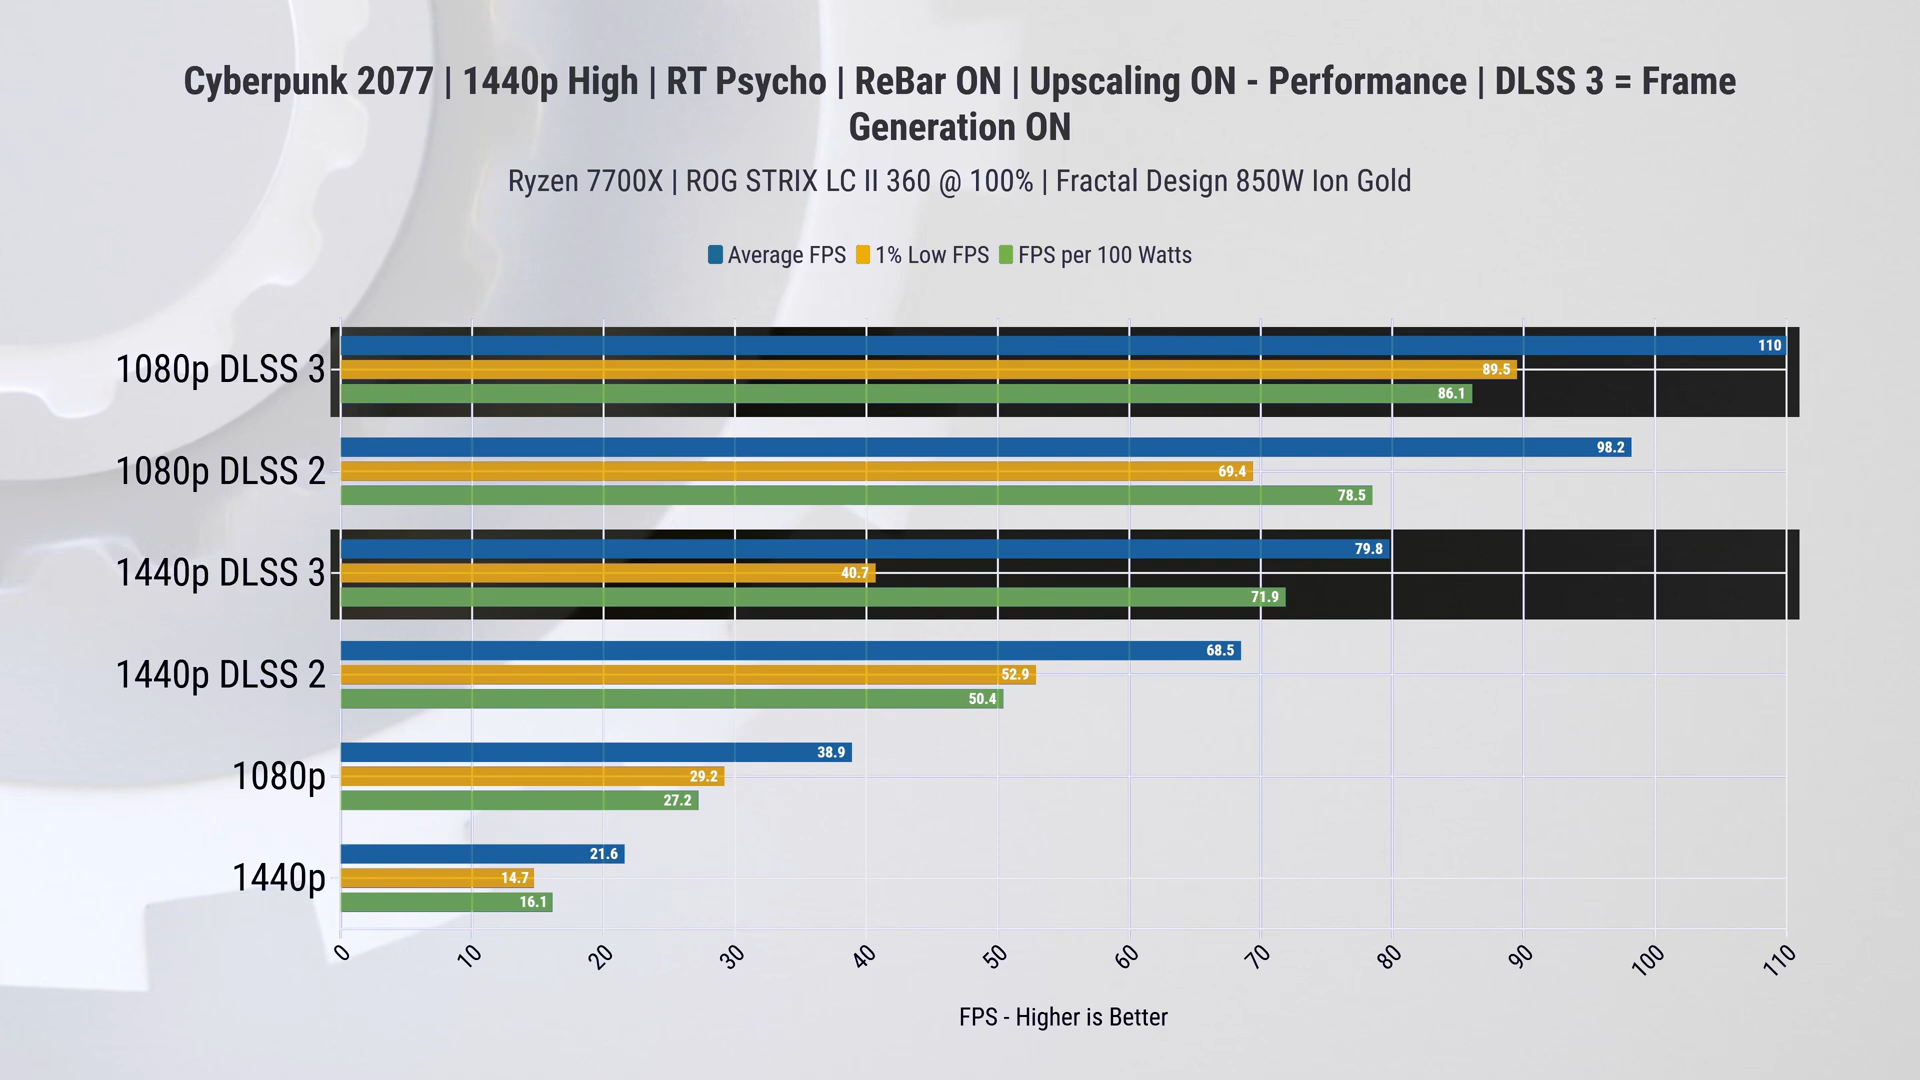 Cyberpunk 2077 | 1440p High | RT Psycho | ReBar ON | Upscaling ON - Performance | DLSS 3 = Frame
Generation ON
Ryzen 7700X | ROG STRIX LC II 360 @ 100% | Fractal Design 850W Ion Gold
Average FPS 1% Low FPS FPS per 100 Watts
1080p DLSS 3
110
89.5
86.1
1080p DLSS 2
98.2
69.4
78.5
1440p DLSS 3
79.8
40.7
71.9
1440p DLSS 2
68.5
52.9
50.4
1080p
38.9
29.2
27.2
1440p
21.6
14.7
16.1
0 10 20 30 40 50 60 70 80 90 100 110
FPS - Higher is Better